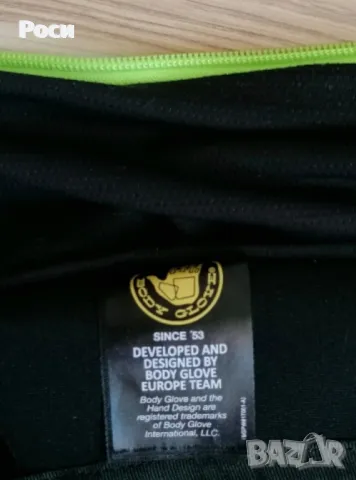 Роси
BODY GLOVE®
SINCE '53
DEVELOPED AND
DESIGNED BY
BODY GLOVE
EUROPE TEAM
Body Glove and the
Hand Design are
registered trademarks
of Body Glove
International, LLC.
bazar